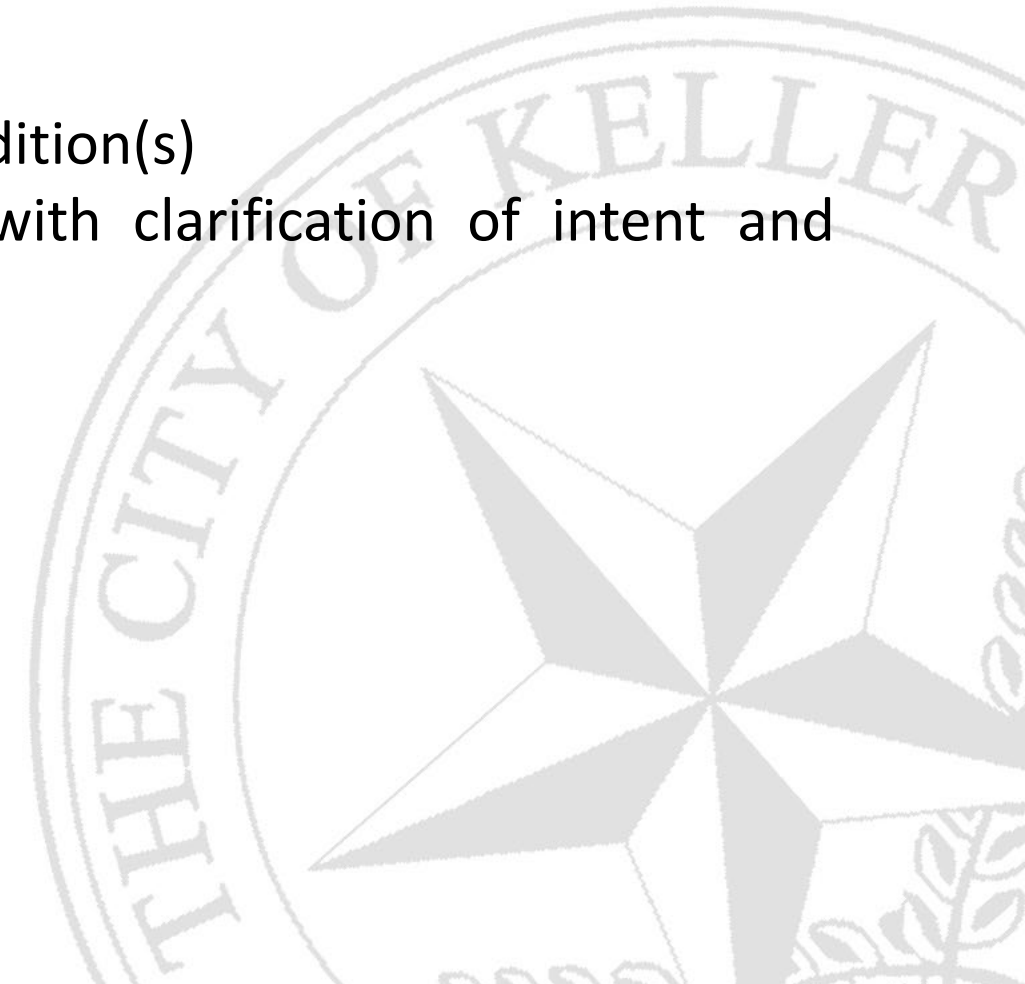 dition(s)
with clarification of intent and
THE CITY OF KELLER